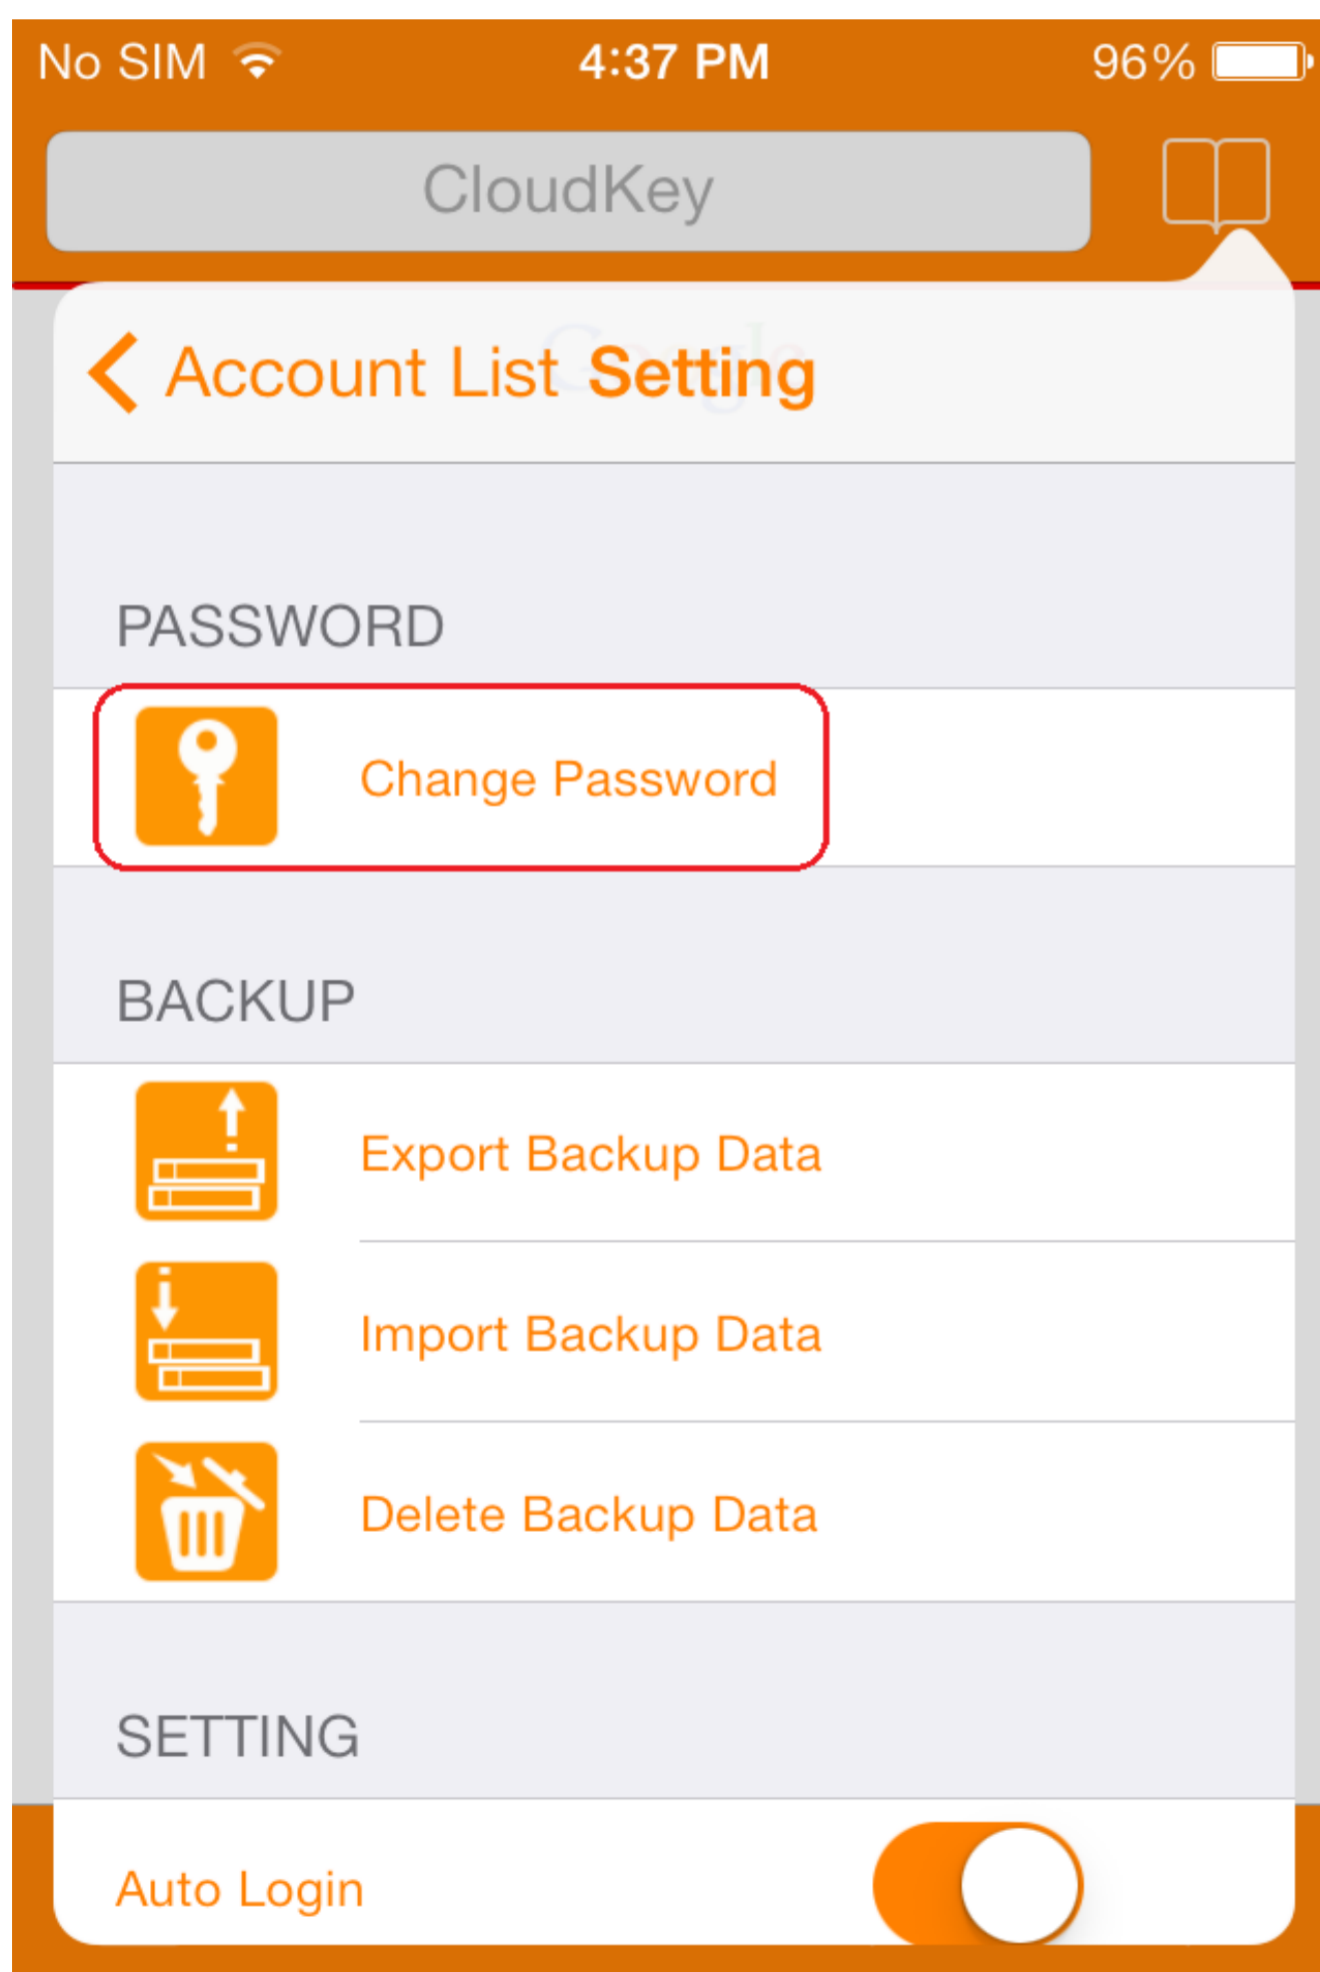 No SIM 4:37 PM 96%
CloudKey
Google
Account List Setting
PASSWORD
Change Password
BACKUP
Export Backup Data
Import Backup Data
Delete Backup Data
SETTING
Auto Login